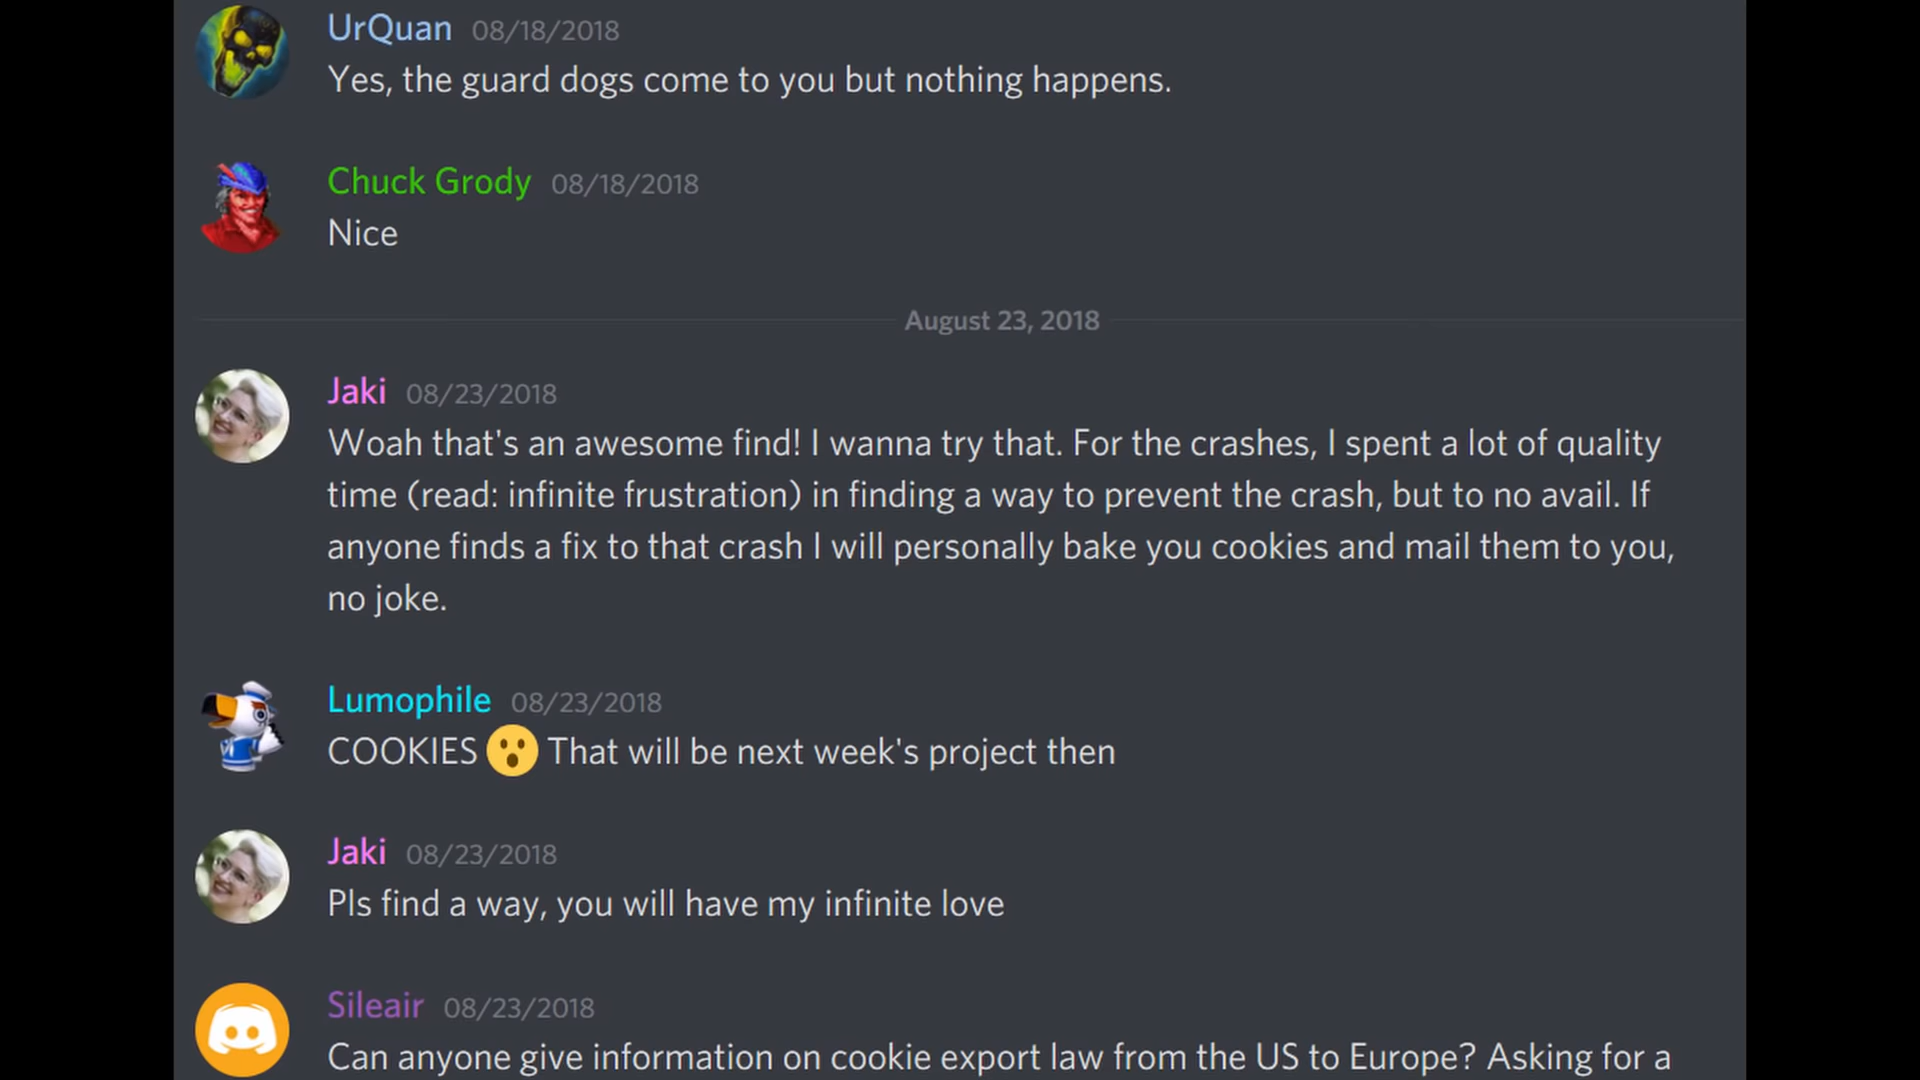 UrQuan 08/18/2018
Yes, the guard dogs come to you but nothing happens.
Chuck Grody 08/18/2018
Nice
August 23, 2018
Jaki 08/23/2018
Woah that's an awesome find! I wanna try that. For the crashes, I spent a lot of quality
time (read: infinite frustration) in finding a way to prevent the crash, but to no avail. If
anyone finds a fix to that crash I will personally bake you cookies and mail them to you,
no joke.
Lumophile 08/23/2018
COOKIES 😮 That will be next week's project then
Jaki 08/23/2018
Pls find a way, you will have my infinite love
Sileair 08/23/2018
Can anyone give information on cookie export law from the US to Europe? Asking for a